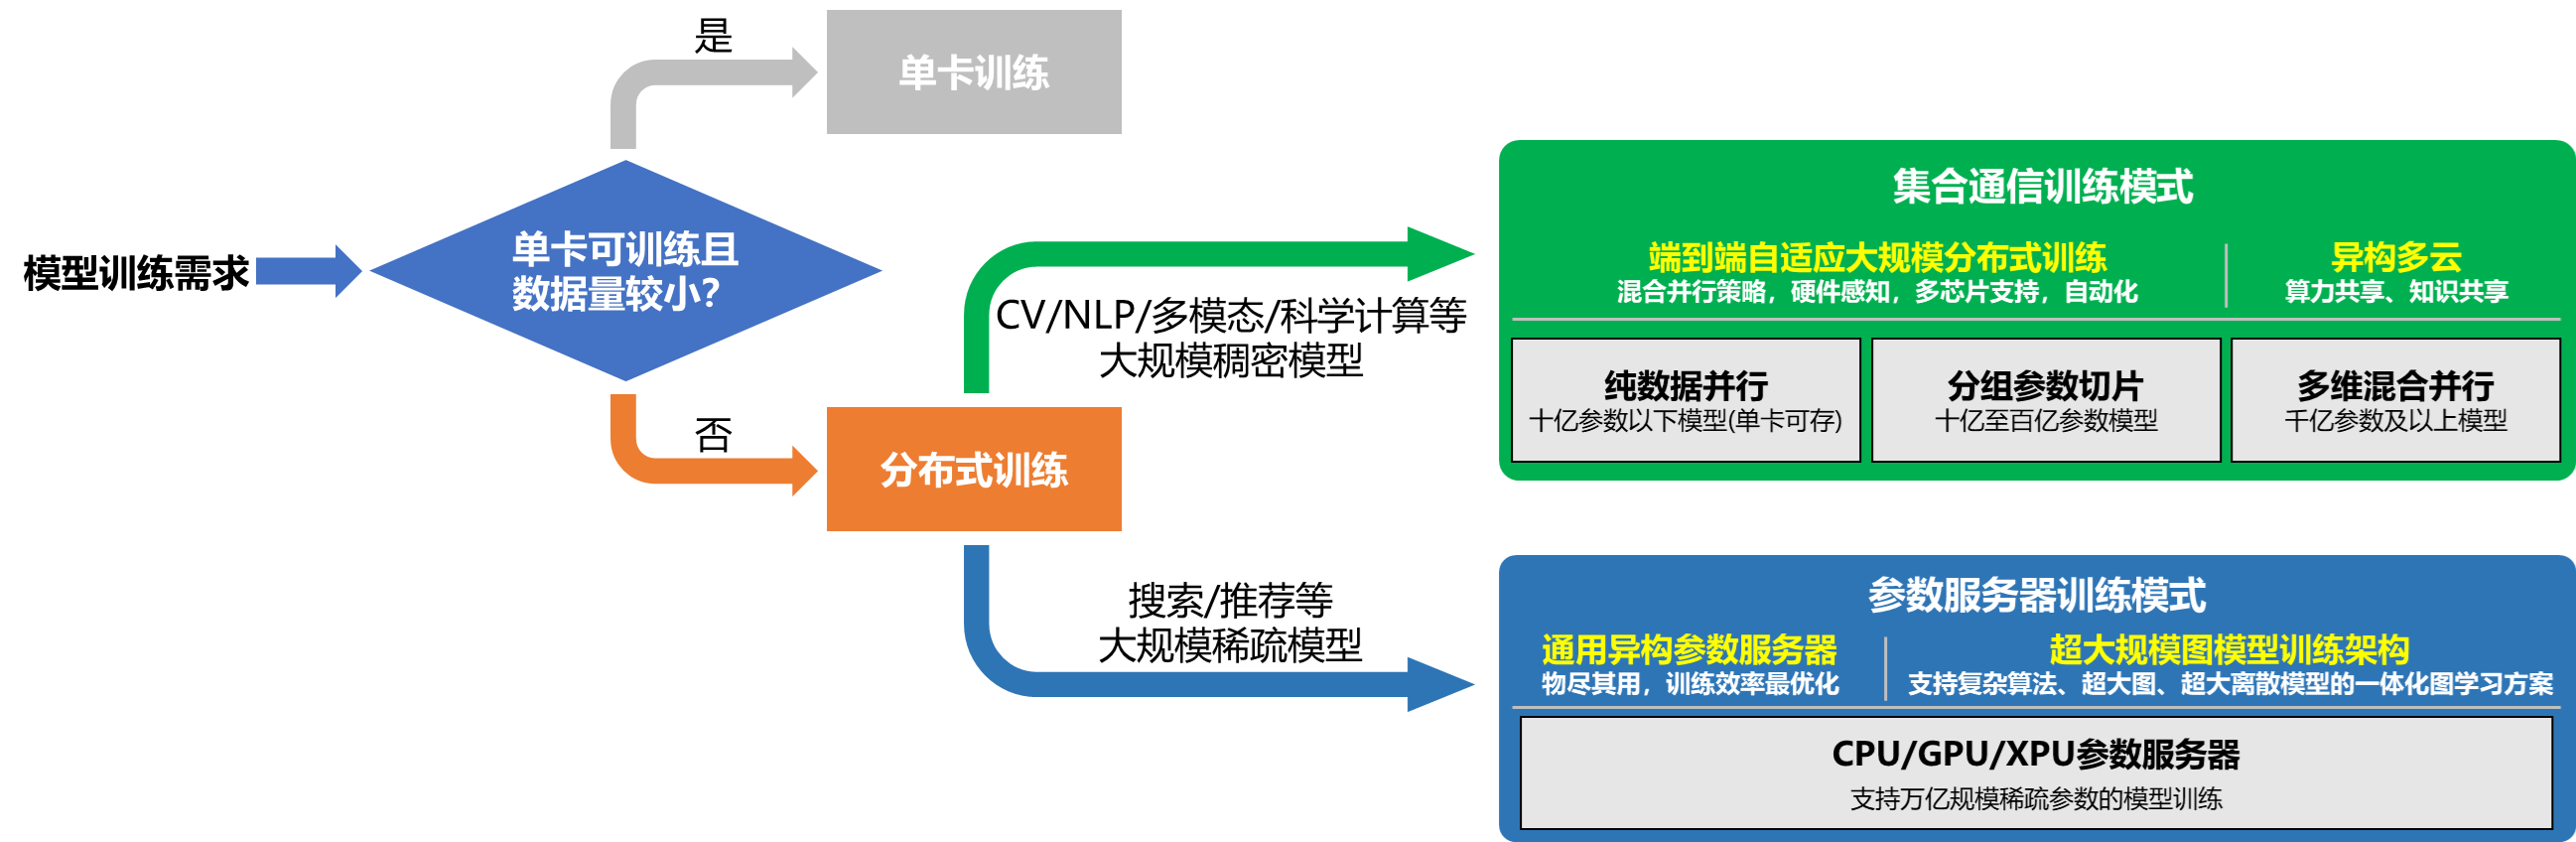 模型训练需求
单卡可训练且
数据量较小?
是
单卡训练
否
分布式训练
CV/NLP/多模态/科学计算等
大规模稠密模型
搜索/推荐等
大规模稀疏模型
集合通信训练模式
端到端自适应大规模分布式训练
混合并行策略，硬件感知，多芯片支持，自动化
异构多云
算力共享、知识共享
纯数据并行
十亿参数以下模型(单卡可存)
分组参数切片
十亿至百亿参数模型
多维混合并行
千亿参数及以上模型
参数服务器训练模式
通用异构参数服务器
物尽其用，训练效率最优化
超大规模图模型训练架构
支持复杂算法、超大图、超大离散模型的一体化图学习方案
CPU/GPU/XPU参数服务器
支持万亿规模稀疏参数的模型训练